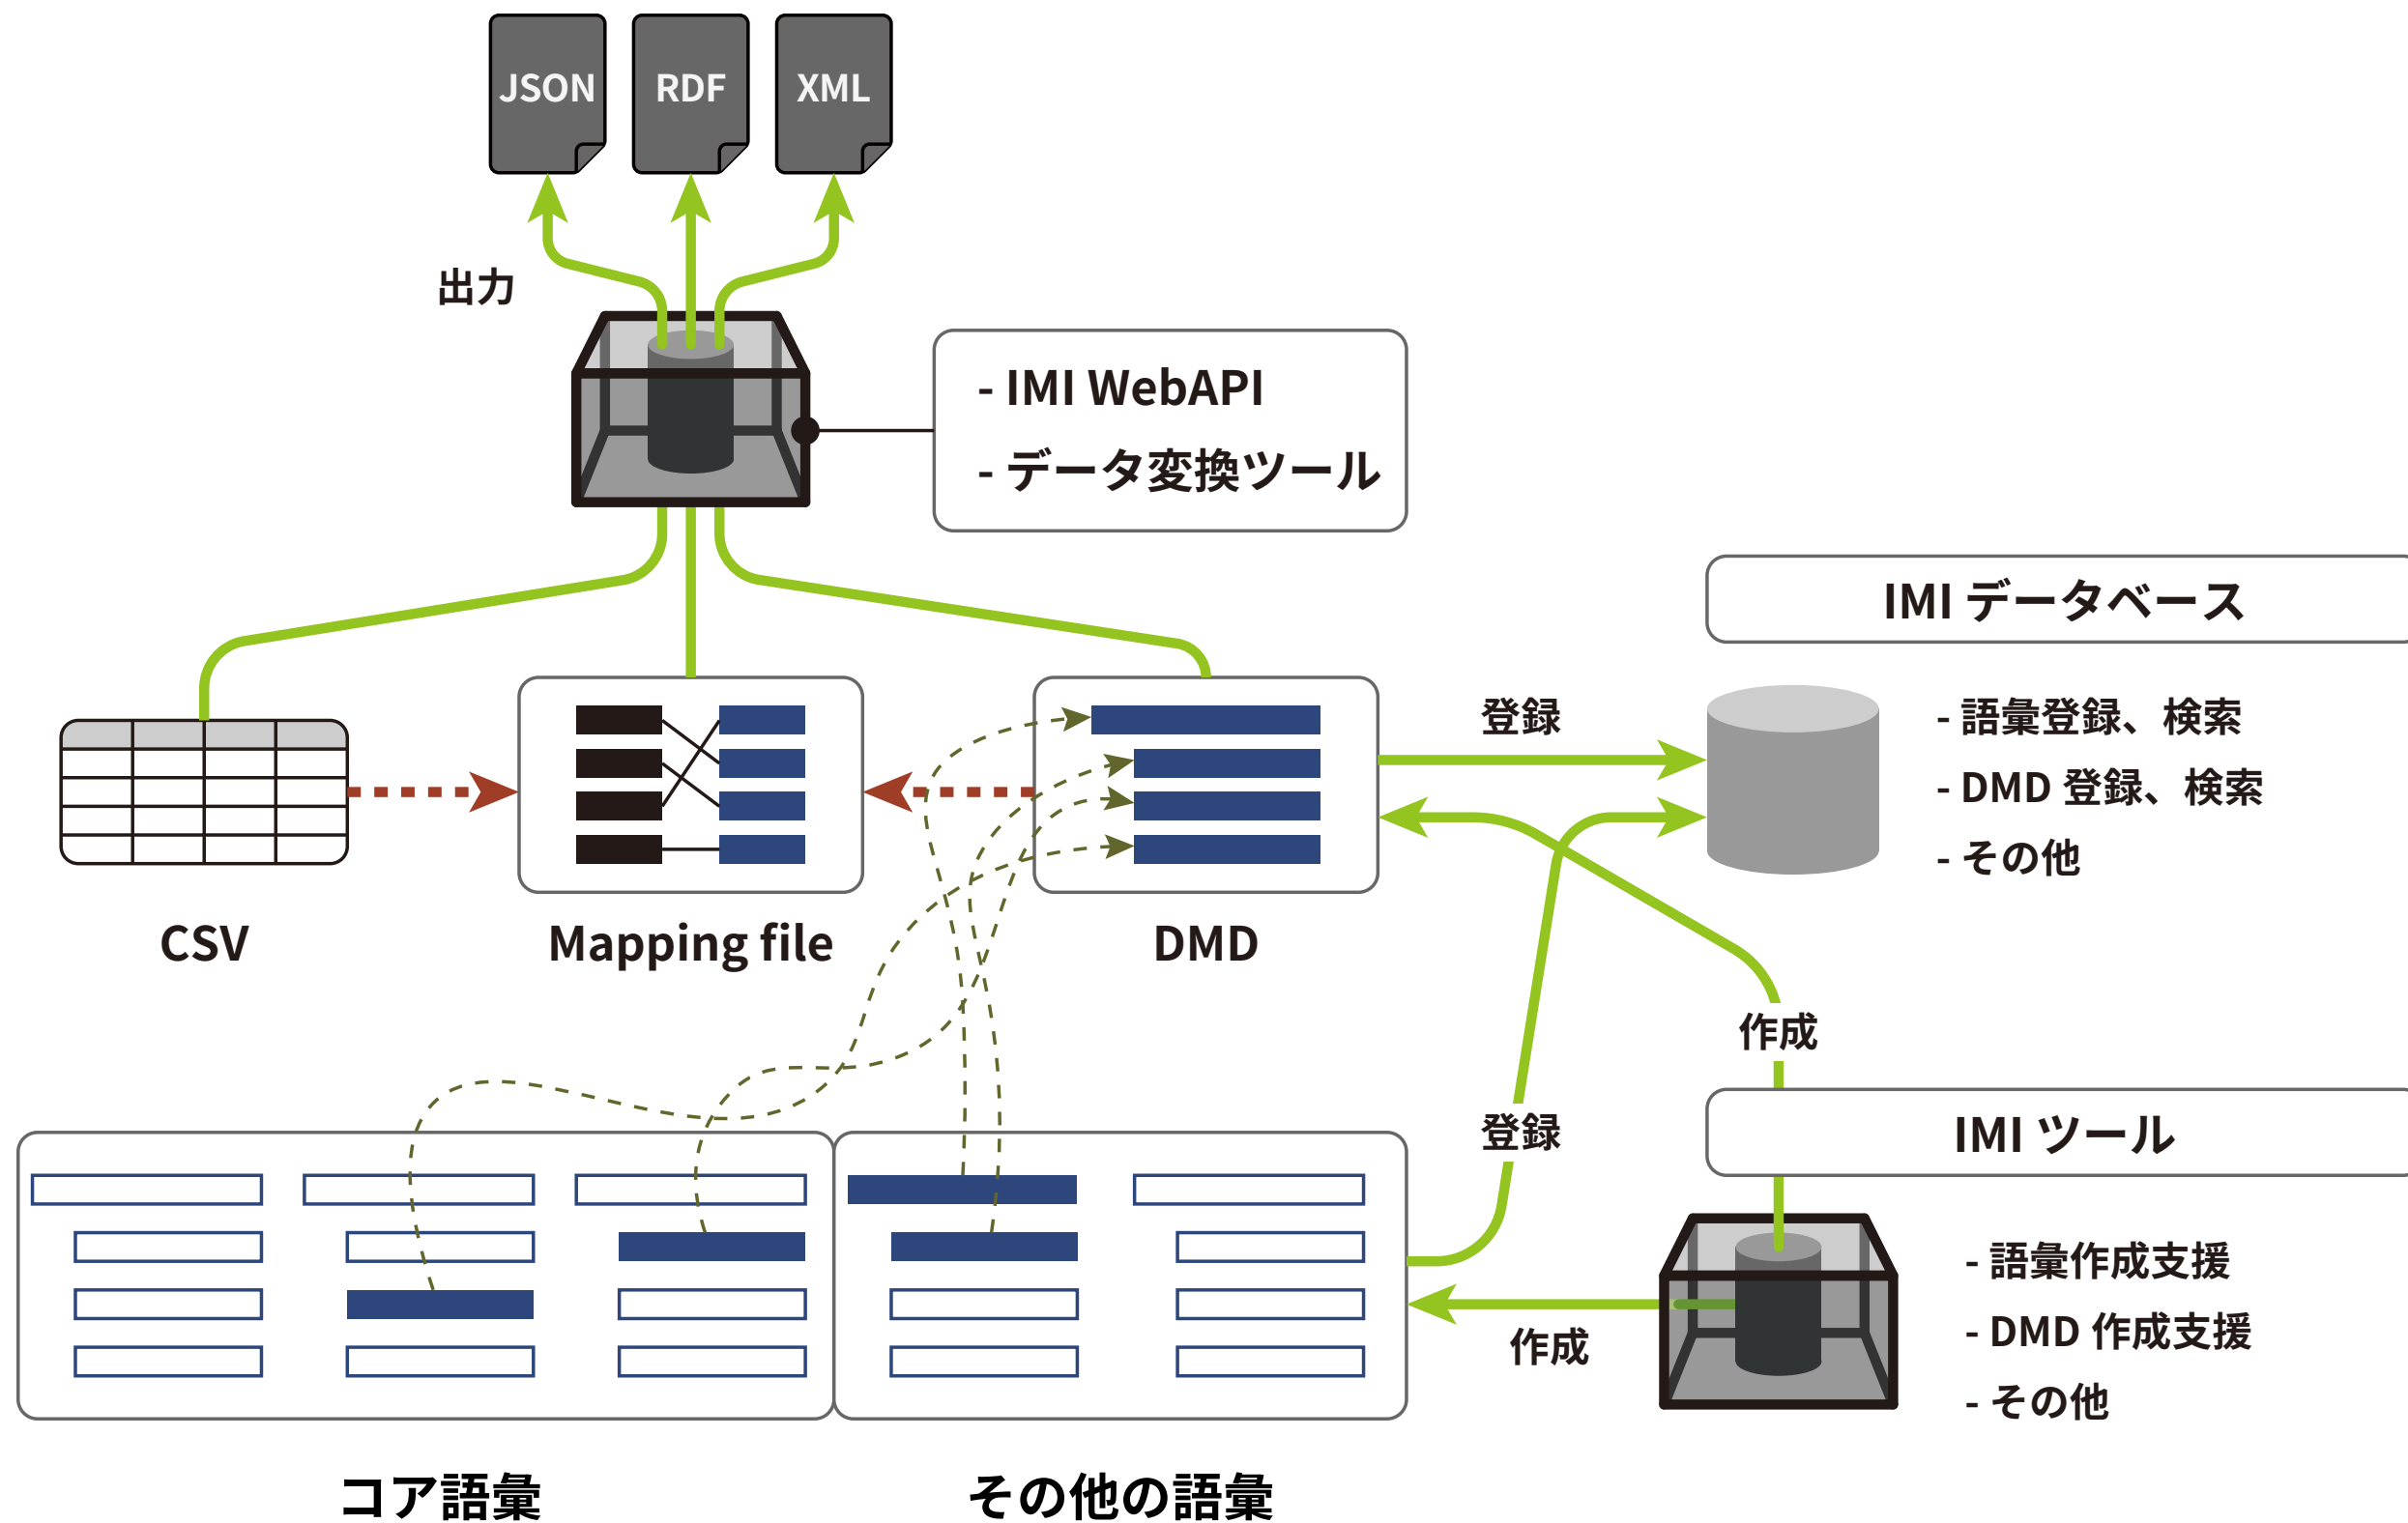 JSON
RDF
XML
出力
- IMI WebAPI
- データ変換ツール
IMI データベース
登録
- 語彙登録、検索
- DMD 登録、検索
- その他
CSV
Mapping file
DMD
作成
登録
IMI ツール
- 語彙作成支援
- DMD 作成支援
- その他
作成
コア語彙
その他の語彙